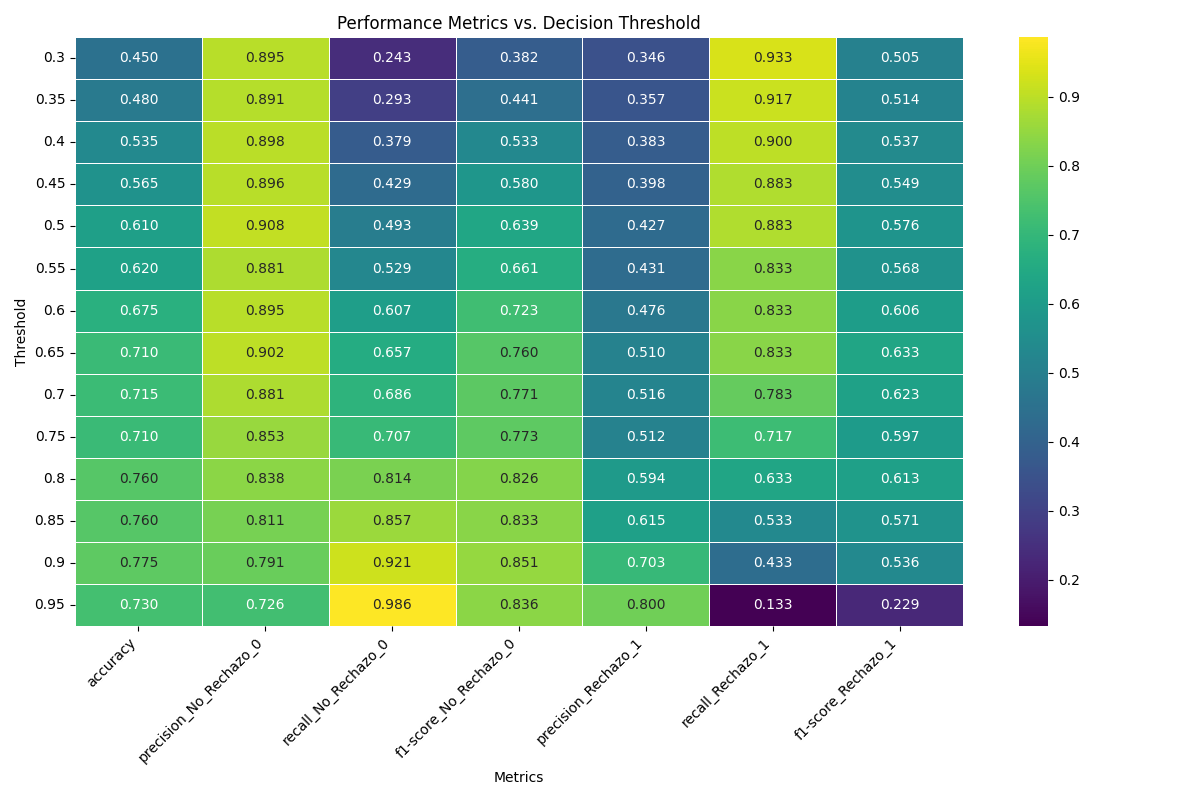 Performance Metrics vs. Decision Threshold
Threshold
0.3 0.450 0.895 0.243 0.382 0.346 0.933 0.505
0.35 0.480 0.891 0.293 0.441 0.357 0.917 0.514
0.4 0.535 0.898 0.379 0.533 0.383 0.900 0.537
0.45 0.565 0.896 0.429 0.580 0.398 0.883 0.549
0.5 0.610 0.908 0.493 0.639 0.427 0.883 0.576
0.55 0.620 0.881 0.529 0.661 0.431 0.833 0.568
0.6 0.675 0.895 0.607 0.723 0.476 0.833 0.606
0.65 0.710 0.902 0.657 0.760 0.510 0.833 0.633
0.7 0.715 0.881 0.686 0.771 0.516 0.783 0.623
0.75 0.710 0.853 0.707 0.773 0.512 0.717 0.597
0.8 0.760 0.838 0.814 0.826 0.594 0.633 0.613
0.85 0.760 0.811 0.857 0.833 0.615 0.533 0.571
0.9 0.775 0.791 0.921 0.851 0.703 0.433 0.536
0.95 0.730 0.726 0.986 0.836 0.800 0.133 0.229
accuracy
precision_No_Rechazo_0
recall_No_Rechazo_0
f1-score_No_Rechazo_0
precision_Rechazo_1
recall_Rechazo_1
f1-score_Rechazo_1
Metrics
0.9
0.8
0.7
0.6
0.5
0.4
0.3
0.2